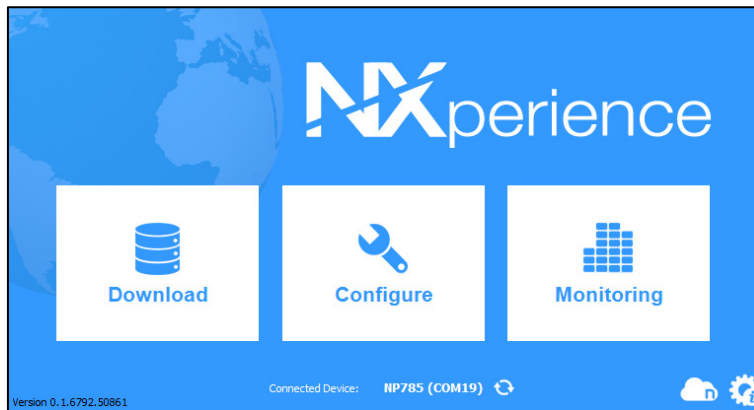 NXperience
Download
Configure
Monitoring
Connected Device: NP785 (COM19)
n
Version 0.1.6792.50861